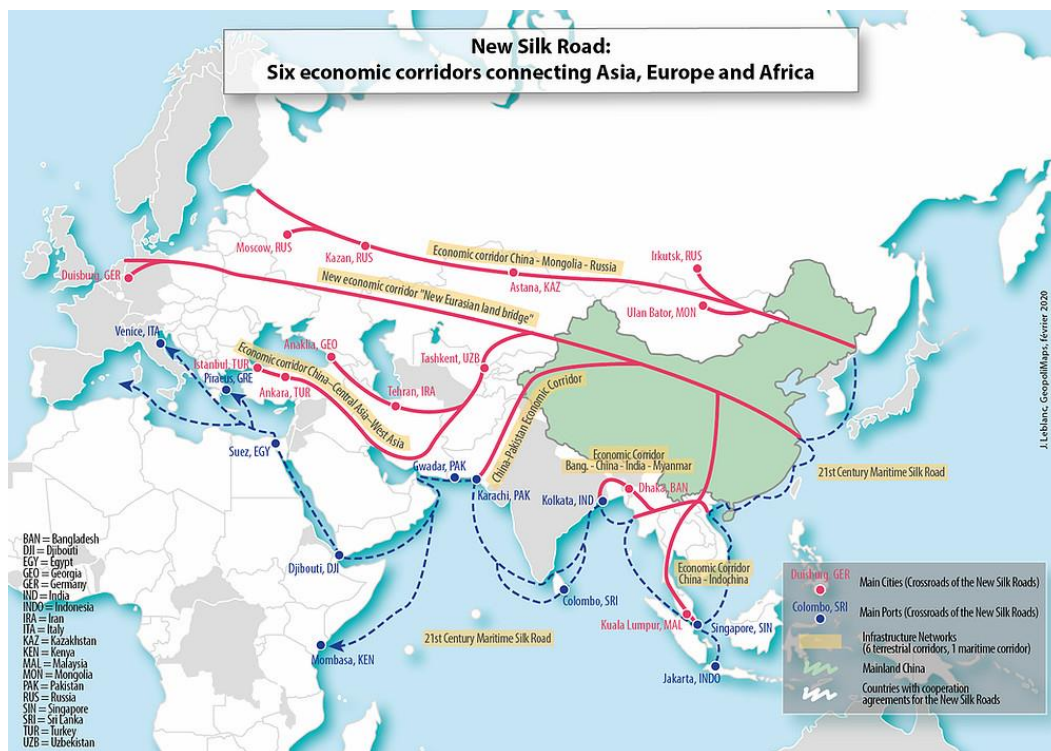 New Silk Road:
Six economic corridors connecting Asia, Europe and Africa
J. Leblanc, GeopoliMaps, février 2020
Moscow, RUS
Kazan, RUS
Economic corridor China - Mongolia - Russia
Astana, KAZ
Irkutsk, RUS
Ulan Bator, MON
Duisburg, GER
New economic corridor "New Eurasian land bridge"
Venice, ITA
Anaklia, GEO
Istanbul, TUR
Piraeus, GRE
Ankara, TUR
Economic corridor China-Central Asia-West Asia
Tehran, IRA
Tashkent, UZB
China-Pakistan Economic Corridor
Suez, EGY
Gwadar, PAK
Karachi, PAK
Economic Corridor
Bang. - China - India - Myanmar
Dhaka, BAN
Kolkata, IND
21st Century Maritime Silk Road
Djibouti, DJI
Colombo, SRI
Economic Corridor
China - Indochina
Kuala Lumpur, MAL
Singapore, SIN
Jakarta, INDO
21st Century Maritime Silk Road
Mombasa, KEN
BAN = Bangladesh
DJI = Djibouti
EGY = Egypt
GEO = Georgia
GER = Germany
IND = India
INDO = Indonesia
IRA = Iran
ITA = Italy
KAZ = Kazakhstan
KEN = Kenya
MAL = Malaysia
MON = Mongolia
PAK = Pakistan
RUS = Russia
SIN = Singapore
SRI = Sri Lanka
TUR = Turkey
UZB = Uzbekistan
Duisburg, GER
Main Cities (Crossroads of the New Silk Roads)
Colombo, SRI
Main Ports (Crossroads of the New Silk Roads)
Infrastructure Networks
(6 terrestrial corridors, 1 maritime corridor)
Mainland China
Countries with cooperation
agreements for the New Silk Roads